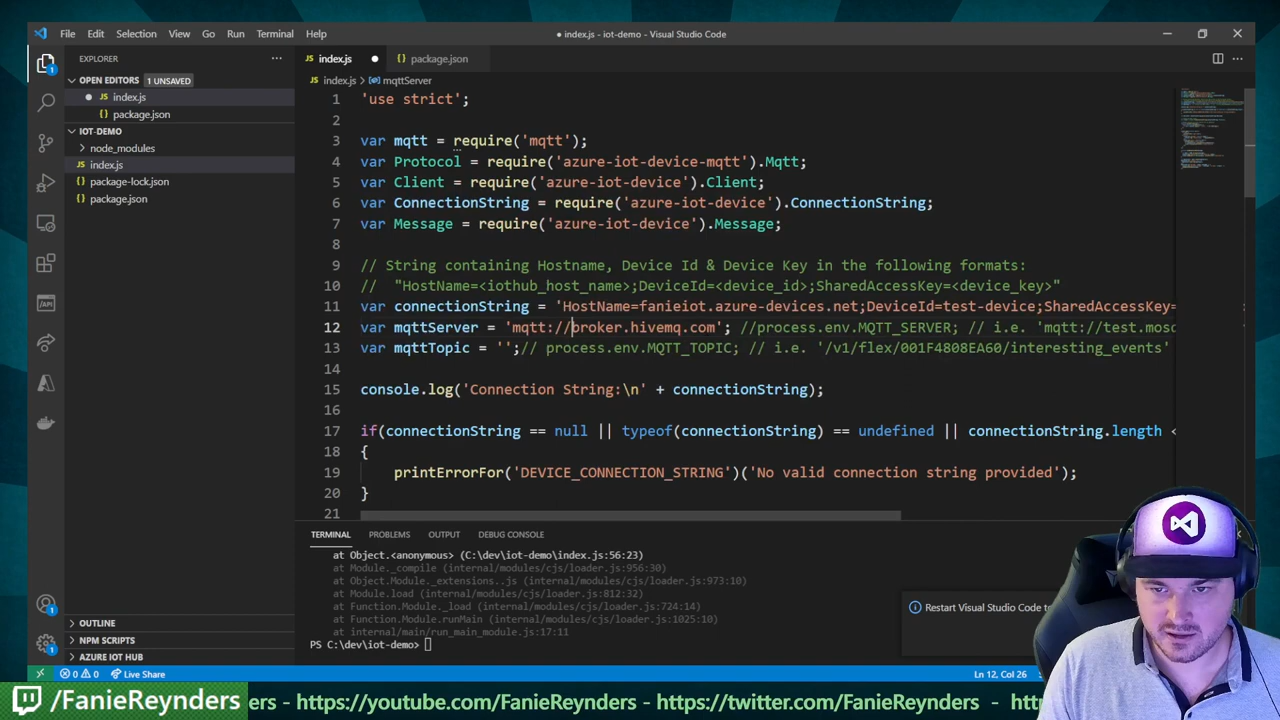 File Edit Selection View Go Run Terminal Help
● index.js - iot-demo - Visual Studio Code
EXPLORER
OPEN EDITORS 1 UNSAVED
● index.js
package.json
IOT-DEMO
node_modules
JS index.js
package-lock.json
package.json
OUTLINE
NPM SCRIPTS
AZURE IOT HUB
JS index.js ● {} package.json
JS index.js > mqttServer
1 'use strict';
2
3 var mqtt = require('mqtt');
4 var Protocol = require('azure-iot-device-mqtt').Mqtt;
5 var Client = require('azure-iot-device').Client;
6 var ConnectionString = require('azure-iot-device').ConnectionString;
7 var Message = require('azure-iot-device').Message;
8
9 // String containing Hostname, Device Id & Device Key in the following formats:
10 // "HostName=<iothub_host_name>;DeviceId=<device_id>;SharedAccessKey=<device_key>"
11 var connectionString = 'HostName=fanieiot.azure-devices.net;DeviceId=test-device;SharedAccessKey=
12 var mqttServer = 'mqtt://broker.hivemq.com'; //process.env.MQTT_SERVER; // i.e. 'mqtt://test.mosc
13 var mqttTopic = '';// process.env.MQTT_TOPIC; // i.e. '/v1/flex/001F4808EA60/interesting_events'
14
15 console.log('Connection String:\n' + connectionString);
16
17 if(connectionString == null || typeof(connectionString) == undefined || connectionString.length <
18 {
19 printErrorFor('DEVICE_CONNECTION_STRING')('No valid connection string provided');
20 }
21
TERMINAL PROBLEMS OUTPUT DEBUG CONSOLE
at Object.<anonymous> (C:\dev\iot-demo\index.js:56:23)
at Module._compile (internal/modules/cjs/loader.js:956:30)
at Object.Module._extensions..js (internal/modules/cjs/loader.js:973:10)
at Module.load (internal/modules/cjs/loader.js:812:32)
at Function.Module._load (internal/modules/cjs/loader.js:724:14)
at Function.Module.runMain (internal/modules/cjs/loader.js:1025:10)
at internal/main/run_main_module.js:17:11
PS C:\dev\iot-demo>
Restart Visual Studio Code to
0 0 Live Share
Ln 12, Col 26
/FanieReynders
ders - https://youtube.com/FanieReynders - https://twitter.com/FanieReynders - ht